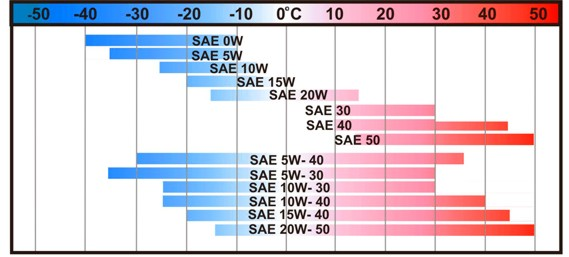 -50 -40 -30 -20 -10 0°C 10 20 30 40 50
SAE 0W
SAE 5W
SAE 10W
SAE 15W
SAE 20W
SAE 30
SAE 40
SAE 50
SAE 5W- 40
SAE 5W- 30
SAE 10W- 30
SAE 10W- 40
SAE 15W- 40
SAE 20W- 50